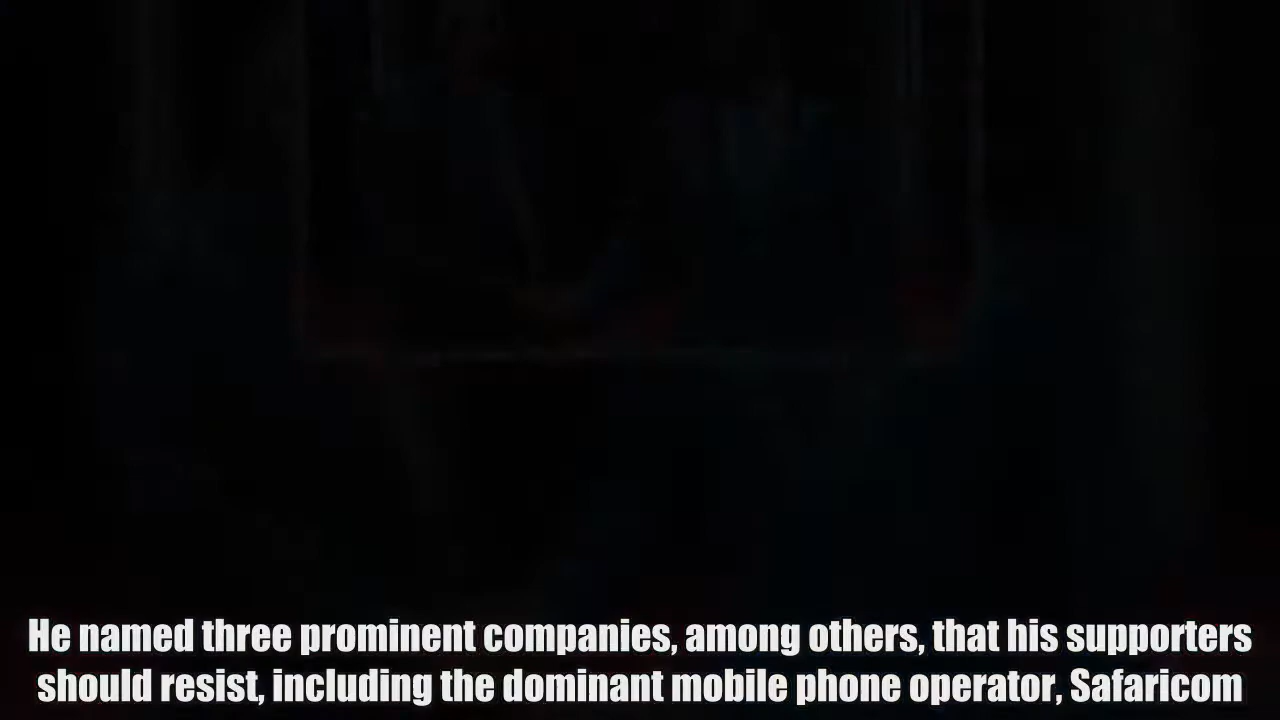 He named three prominent companies, among others, that his supporters
should resist, including the dominant mobile phone operator, Safaricom